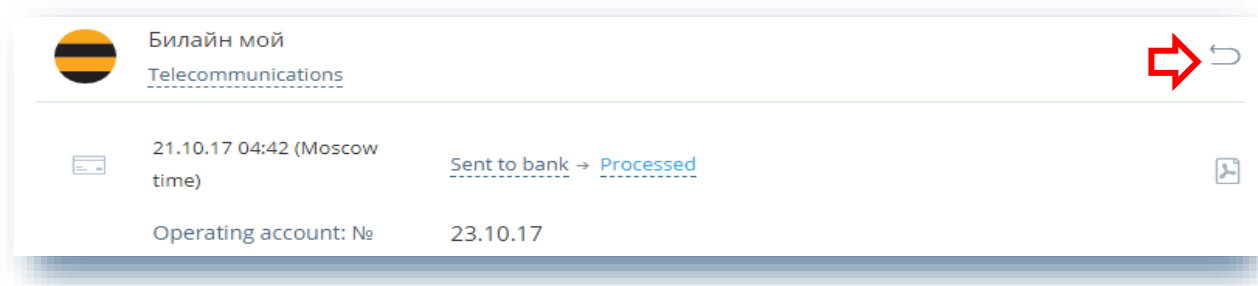 Билайн мой
Telecommunications
21.10.17 04:42 (Moscow
time)
Sent to bank → Processed
Operating account: №
23.10.17